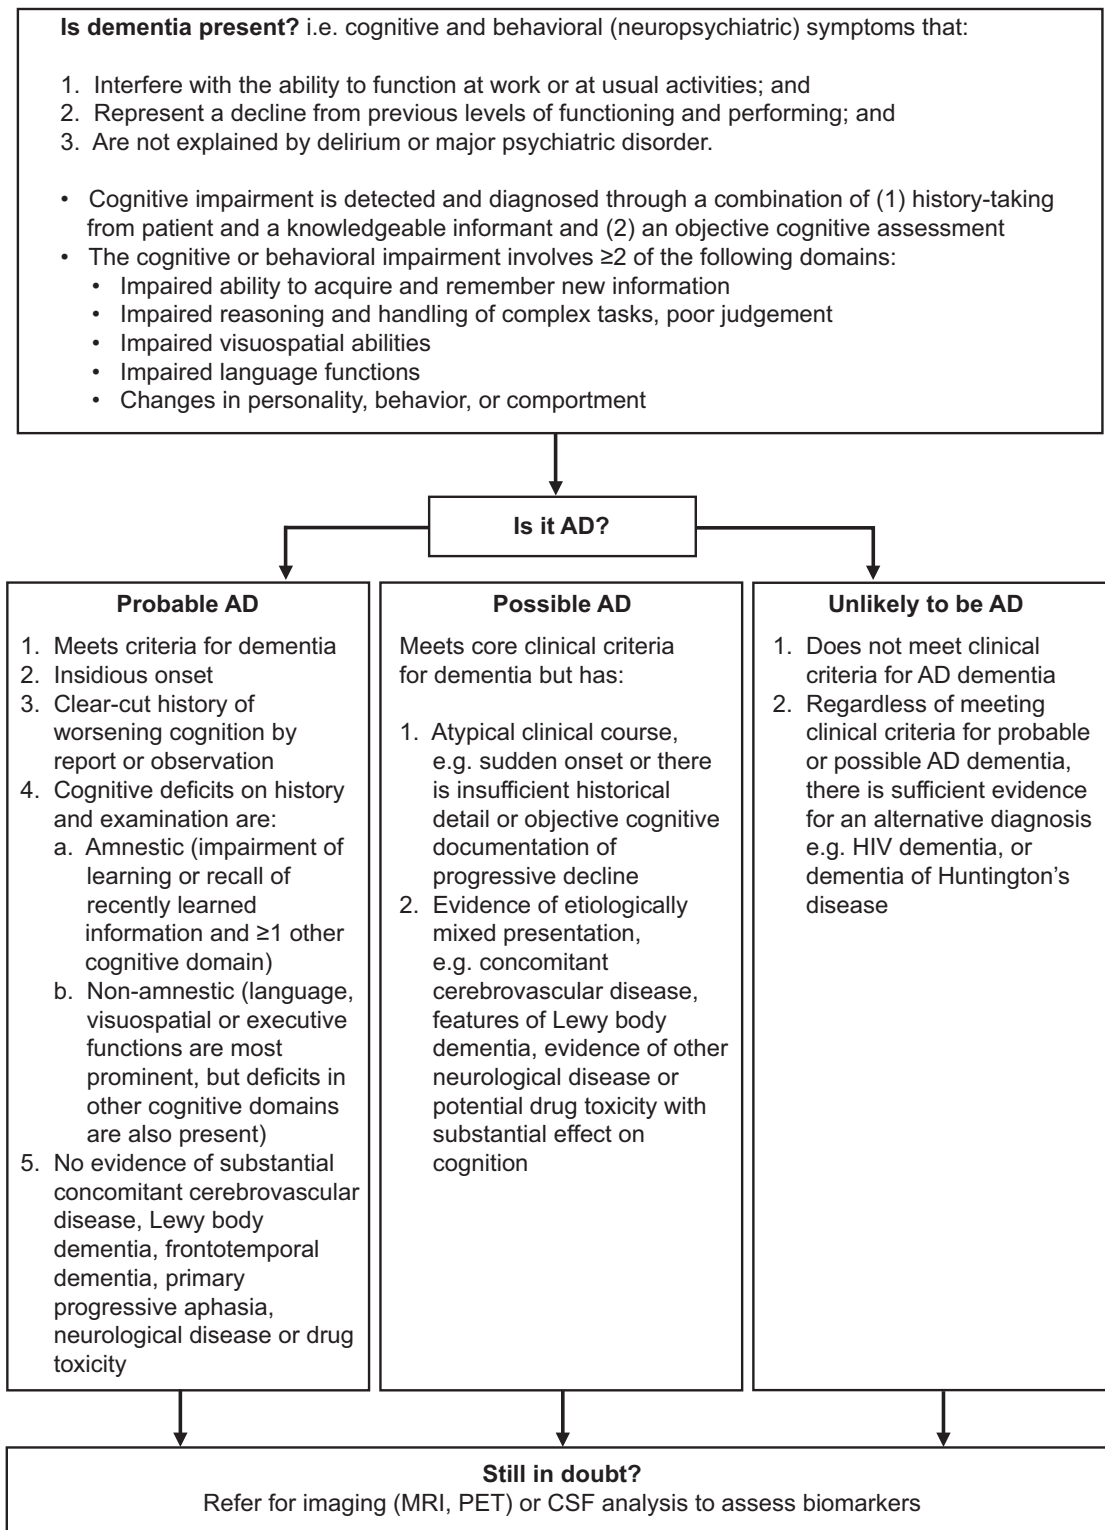 Is dementia present? i.e. cognitive and behavioral (neuropsychiatric) symptoms that:
1. Interfere with the ability to function at work or at usual activities; and
2. Represent a decline from previous levels of functioning and performing; and
3. Are not explained by delirium or major psychiatric disorder.
• Cognitive impairment is detected and diagnosed through a combination of (1) history-taking
from patient and a knowledgeable informant and (2) an objective cognitive assessment
• The cognitive or behavioral impairment involves ≥2 of the following domains:
• Impaired ability to acquire and remember new information
• Impaired reasoning and handling of complex tasks, poor judgement
• Impaired visuospatial abilities
• Impaired language functions
• Changes in personality, behavior, or comportment
Is it AD?
Probable AD
1. Meets criteria for dementia
2. Insidious onset
3. Clear-cut history of
worsening cognition by
report or observation
4. Cognitive deficits on history
and examination are:
a. Amnestic (impairment of
learning or recall of
recently learned
information and ≥1 other
cognitive domain)
b. Non-amnestic (language,
visuospatial or executive
functions are most
prominent, but deficits in
other cognitive domains
are also present)
5. No evidence of substantial
concomitant cerebrovascular
disease, Lewy body
dementia, frontotemporal
dementia, primary
progressive aphasia,
neurological disease or drug
toxicity
Possible AD
Meets core clinical criteria
for dementia but has:
1. Atypical clinical course,
e.g. sudden onset or there
is insufficient historical
detail or objective cognitive
documentation of
progressive decline
2. Evidence of etiologically
mixed presentation,
e.g. concomitant
cerebrovascular disease,
features of Lewy body
dementia, evidence of other
neurological disease or
potential drug toxicity with
substantial effect on
cognition
Unlikely to be AD
1. Does not meet clinical
criteria for AD dementia
2. Regardless of meeting
clinical criteria for probable
or possible AD dementia,
there is sufficient evidence
for an alternative diagnosis
e.g. HIV dementia, or
dementia of Huntington's
disease
Still in doubt?
Refer for imaging (MRI, PET) or CSF analysis to assess biomarkers